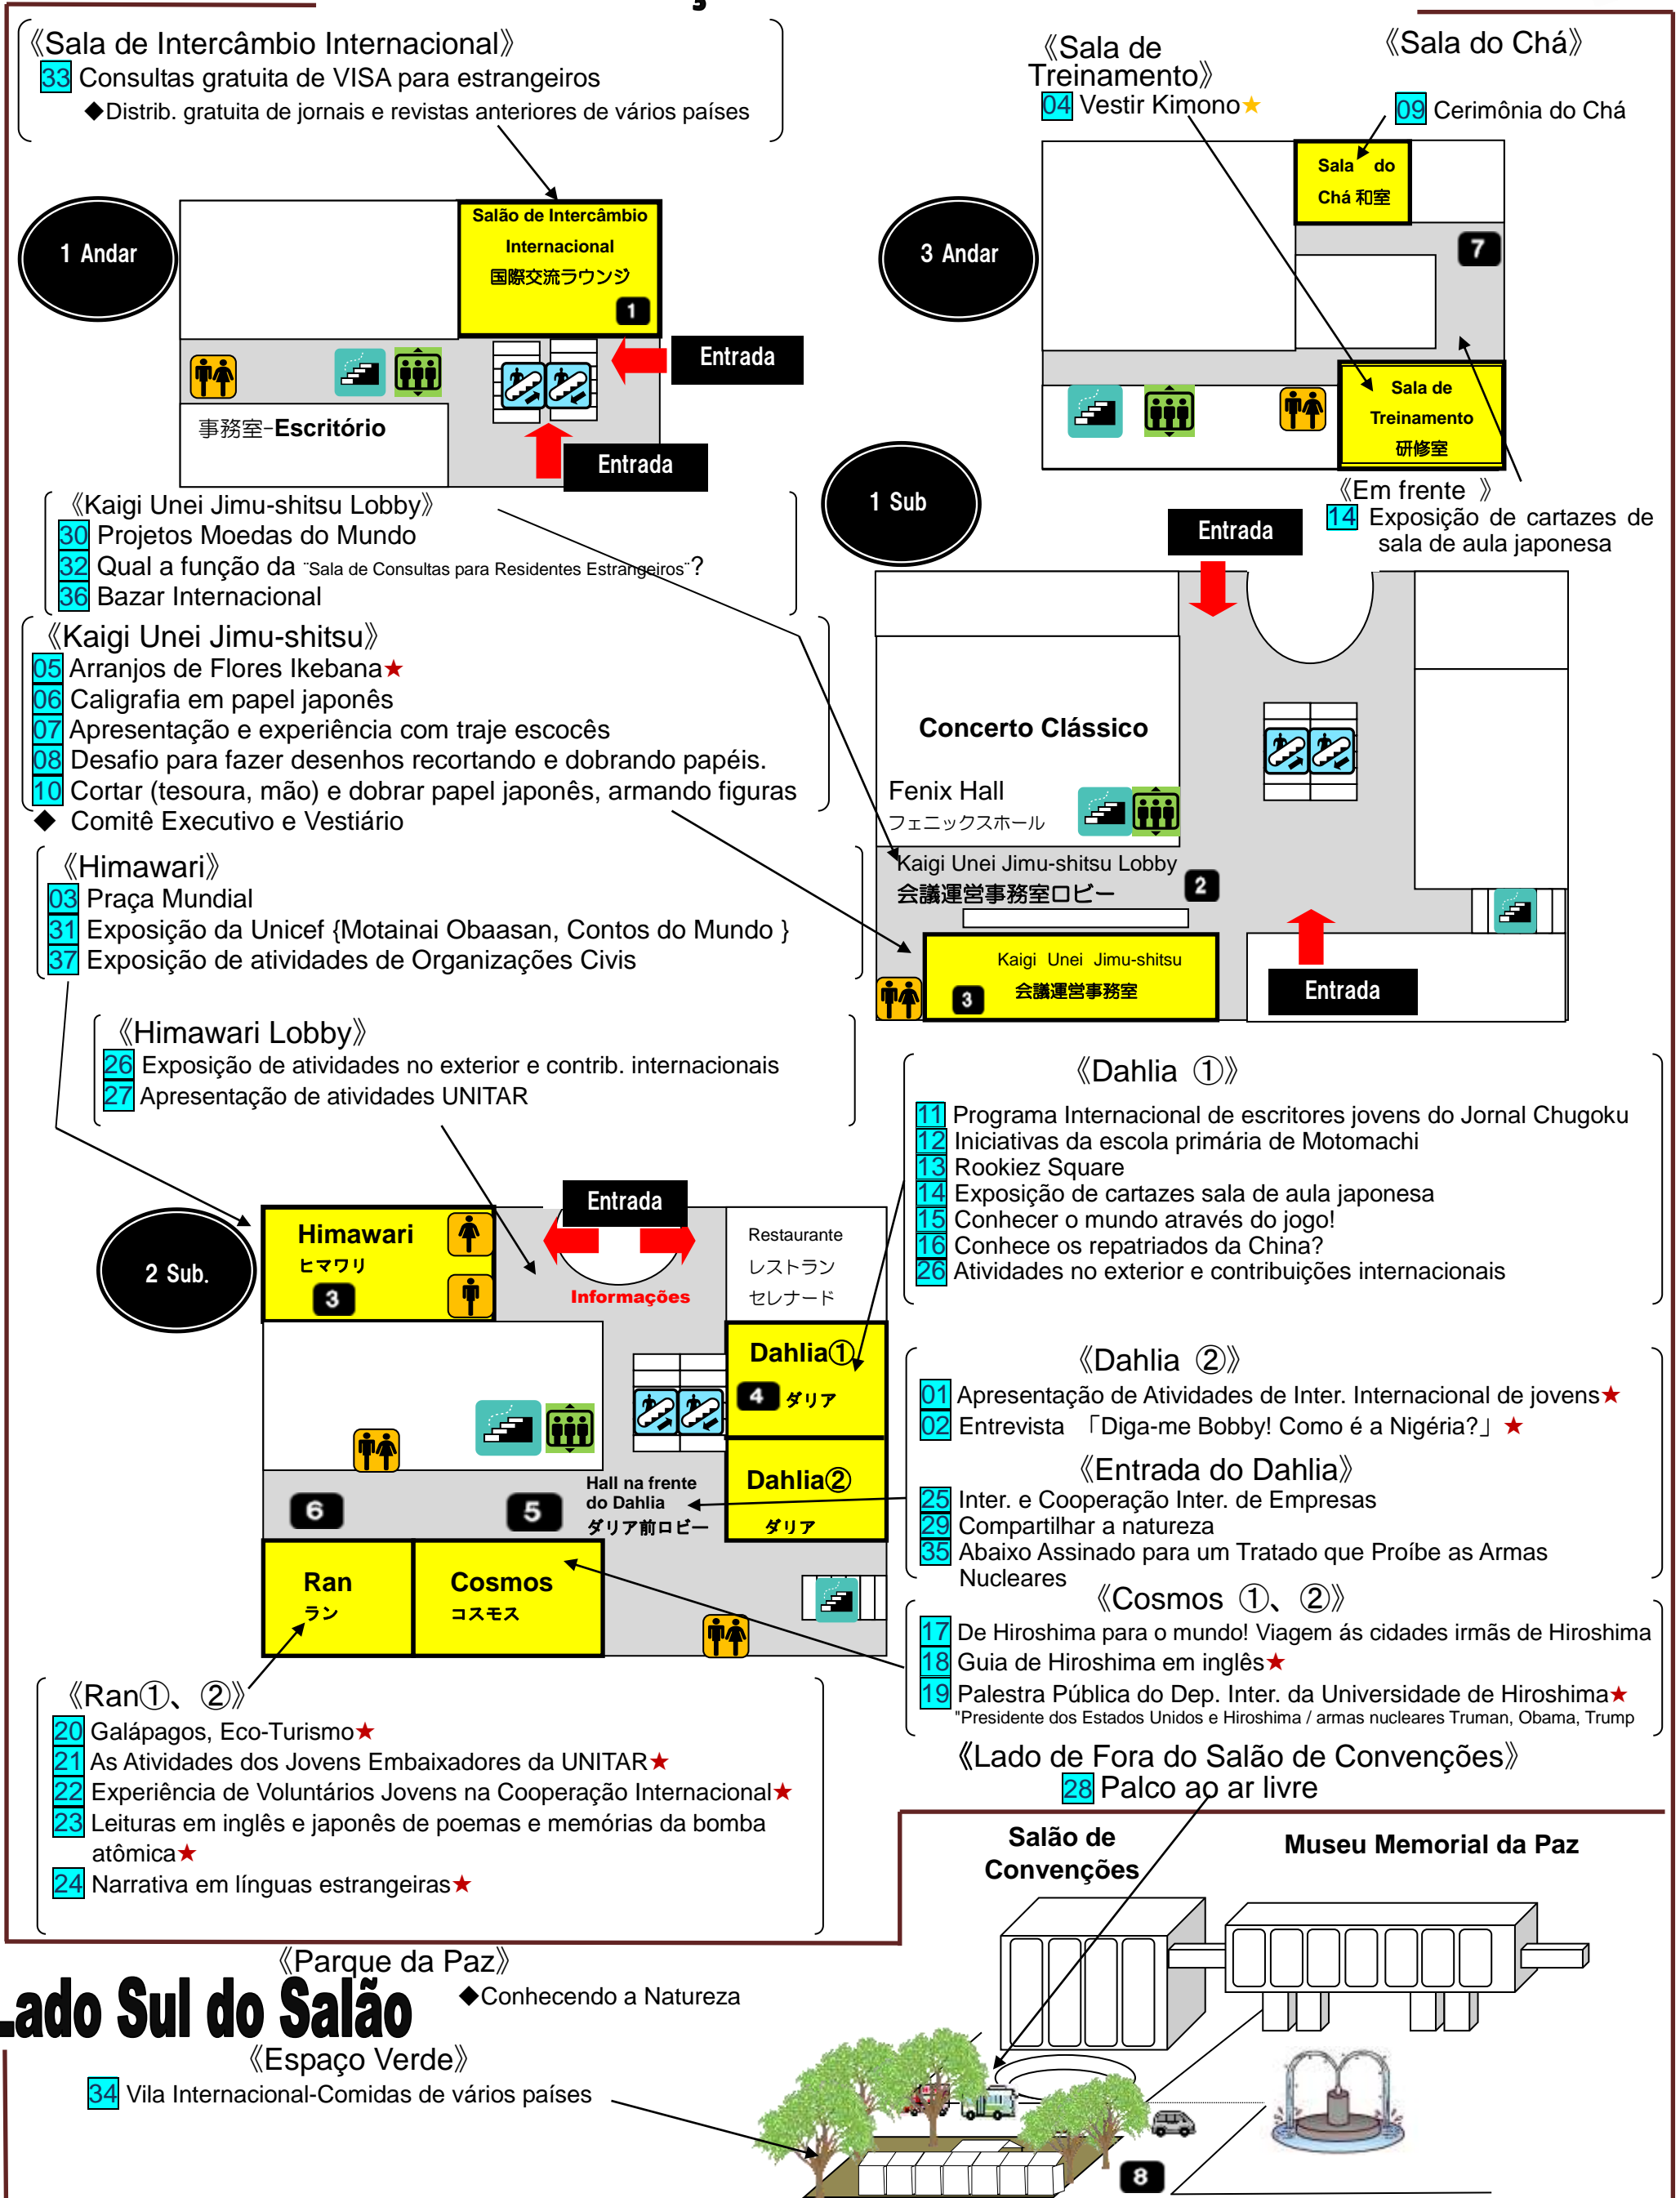 《Sala de Intercâmbio Internacional》
33 Consultas gratuita de VISA para estrangeiros
◆Distrib. gratuita de jornais e revistas anteriores de vários países
《Sala de
Treinamento》
04 Vestir Kimono★
《Sala do Chá》
09 Cerimônia do Chá
1 Andar
Salão de Intercâmbio
Internacional
国際交流ラウンジ
1
Entrada
事務室-Escritório
Entrada
3 Andar
Sala do
Chá 和室
7
Sala de
Treinamento
研修室
《Em frente 》
14 Exposição de cartazes de
sala de aula japonesa
《Kaigi Unei Jimu-shitsu Lobby》
30 Projetos Moedas do Mundo
32 Qual a função da ¨Sala de Consultas para Residentes Estrangeiros¨?
36 Bazar Internacional
《Kaigi Unei Jimu-shitsu》
05 Arranjos de Flores Ikebana★
06 Caligrafia em papel japonês
07 Apresentação e experiência com traje escocês
08 Desafio para fazer desenhos recortando e dobrando papéis.
10 Cortar (tesoura, mão) e dobrar papel japonês, armando figuras
◆ Comitê Executivo e Vestiário
1 Sub
Entrada
Concerto Clássico
Fenix Hall
フェニックスホール
Kaigi Unei Jimu-shitsu Lobby
会議運営事務室ロビー
2
Kaigi Unei Jimu-shitsu
3 会議運営事務室
Entrada
《Himawari》
03 Praça Mundial
31 Exposição da Unicef {Motainai Obaasan, Contos do Mundo }
37 Exposição de atividades de Organizações Civis
《Himawari Lobby》
26 Exposição de atividades no exterior e contrib. internacionais
27 Apresentação de atividades UNITAR
《Dahlia ①》
11 Programa Internacional de escritores jovens do Jornal Chugoku
12 Iniciativas da escola primária de Motomachi
13 Rookiez Square
14 Exposição de cartazes sala de aula japonesa
15 Conhecer o mundo através do jogo!
16 Conhece os repatriados da China?
26 Atividades no exterior e contribuições internacionais
2 Sub.
Himawari
ヒマワリ
3
Entrada
Informações
Restaurante
レストラン
セレナード
Dahlia①
4 ダリア
Dahlia②
ダリア
Hall na frente
do Dahlia
ダリア前ロビー
6
5
Ran
ラン
Cosmos
コスモス
《Dahlia ②》
01 Apresentação de Atividades de Inter. Internacional de jovens★
02 Entrevista 「Diga-me Bobby! Como é a Nigéria?」★
《Entrada do Dahlia》
25 Inter. e Cooperação Inter. de Empresas
29 Compartilhar a natureza
35 Abaixo Assinado para um Tratado que Proíbe as Armas
Nucleares
《Cosmos ①、②》
17 De Hiroshima para o mundo! Viagem ás cidades irmãs de Hiroshima
18 Guia de Hiroshima em inglês★
19 Palestra Pública do Dep. Inter. da Universidade de Hiroshima★
"Presidente dos Estados Unidos e Hiroshima / armas nucleares Truman, Obama, Trump
《Ran①、②》
20 Galápagos, Eco-Turismo★
21 As Atividades dos Jovens Embaixadores da UNITAR★
22 Experiência de Voluntários Jovens na Cooperação Internacional★
23 Leituras em inglês e japonês de poemas e memórias da bomba
atômica★
24 Narrativa em línguas estrangeiras★
《Lado de Fora do Salão de Convenções》
28 Palco ao ar livre
Salão de
Convenções
Museu Memorial da Paz
《Parque da Paz》
◆Conhecendo a Natureza
Lado Sul do Salão
《Espaço Verde》
34 Vila Internacional-Comidas de vários países
8